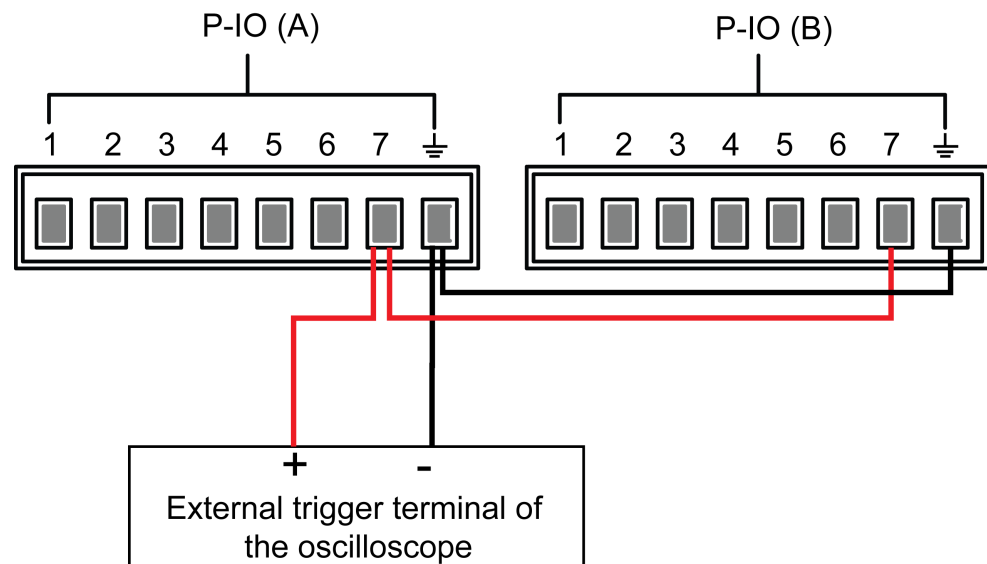 P-IO (A)
P-IO (B)
1 2 3 4 5 6 7
1 2 3 4 5 6 7
+ -
External trigger terminal of
the oscilloscope